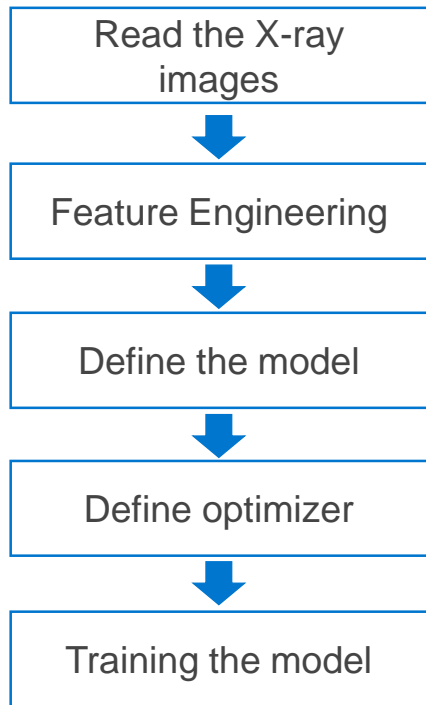 Read the X-ray
images
Feature Engineering
Define the model
Define optimizer
Training the model